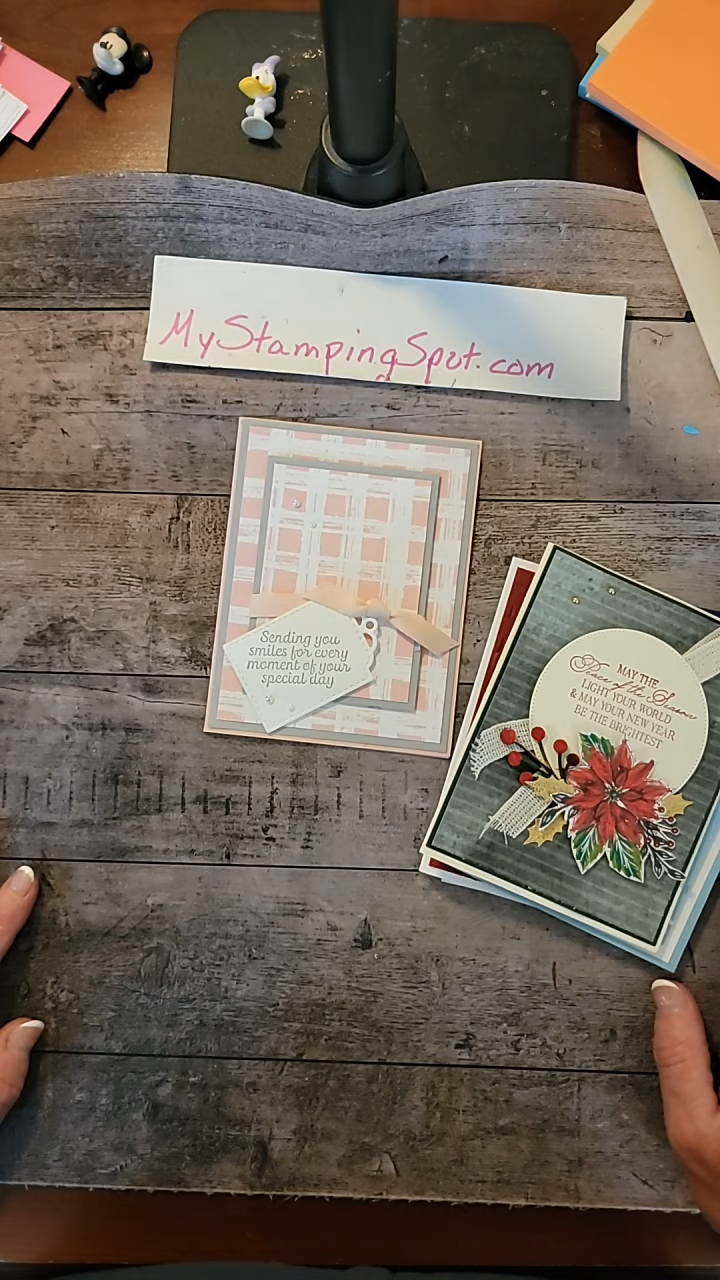 MyStampingSpot.com
Sending you
smiles for every
moment of your
special day
MAY THE
Peace of the Season
LIGHT YOUR WORLD
& MAY YOUR NEW YEAR
BE THE BRIGHTEST